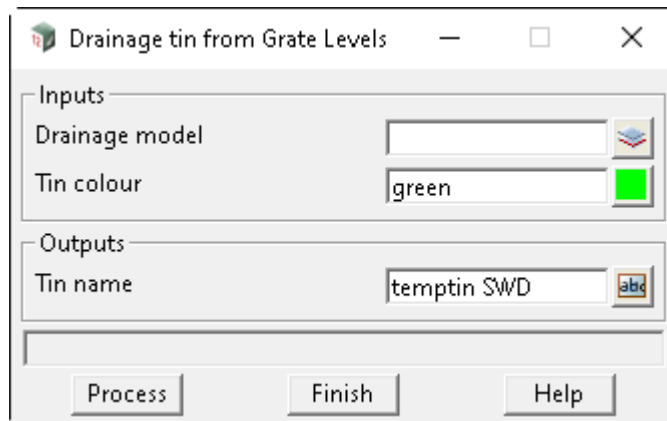 Drainage tin from Grate Levels
Inputs
Drainage model
Tin colour green
Outputs
Tin name temptin SWD abc
Process Finish Help